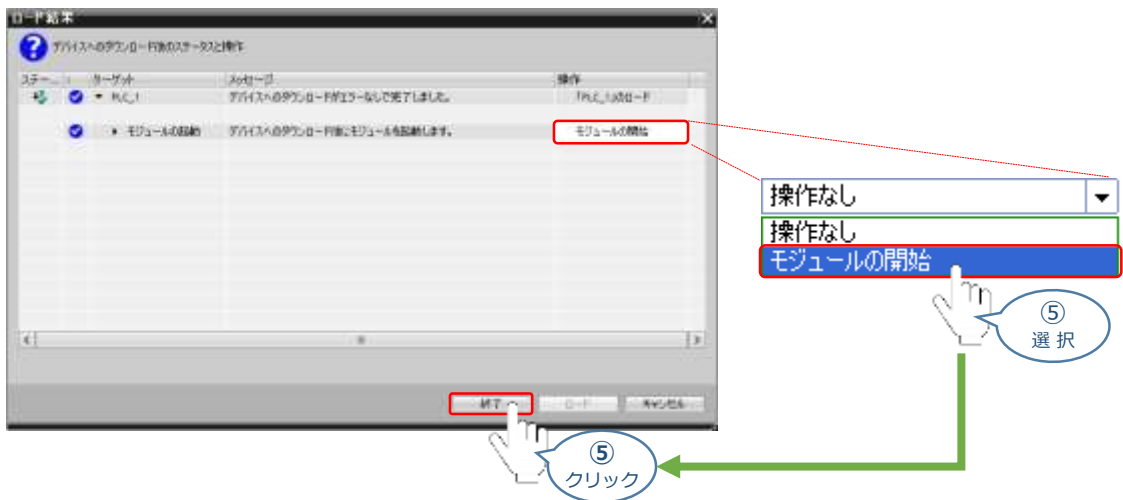 ロード結果
デバイスへのダウンロード後のステータスと操作
ステー... ! ターゲット メッセージ 操作
PLC_1 デバイスへのダウンロードがエラーなしで完了しました。 「PLC_1」のロード
モジュールの起動 デバイスへのダウンロード後にモジュールを起動します。 モジュールの開始
操作なし
操作なし
モジュールの開始
⑤
選 択
終了 ロード キャンセル
⑤
クリック